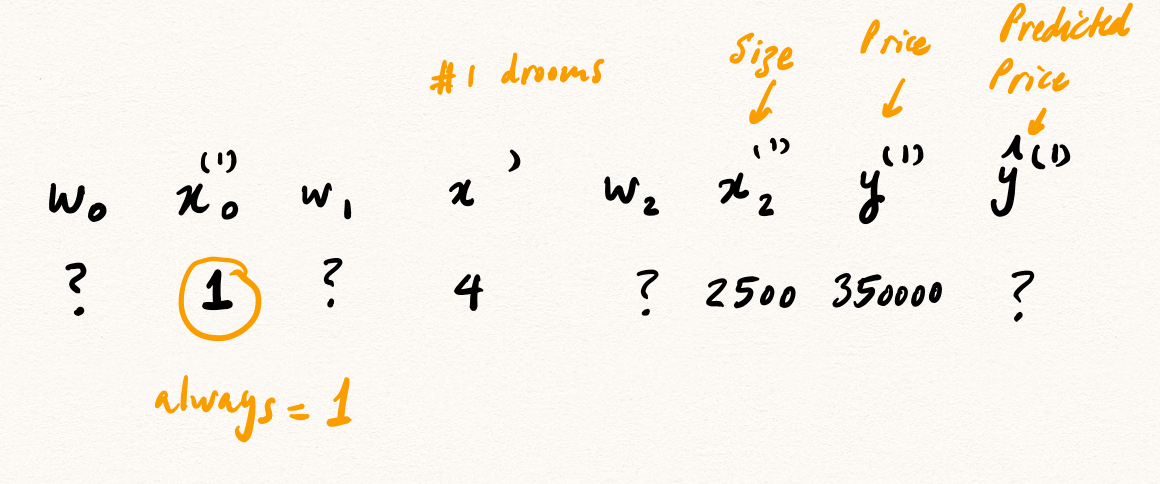 Size Price Predicted Price
#1 drooms
w₀ x₀⁽¹⁾ w₁ x ⁾ w₂ x₂⁽¹⁾ y⁽¹⁾ ŷ⁽¹⁾
? 1 ? 4 ? 2500 350000 ?
always = 1